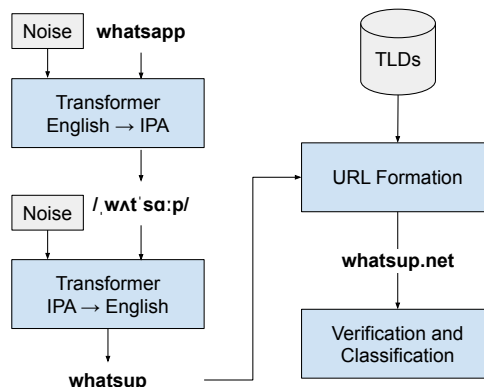 Noise
whatsapp
Transformer
English → IPA
Noise
/ˌwʌtˈsɑːp/
Transformer
IPA → English
whatsup
TLDs
URL Formation
whatsup.net
Verification and
Classification